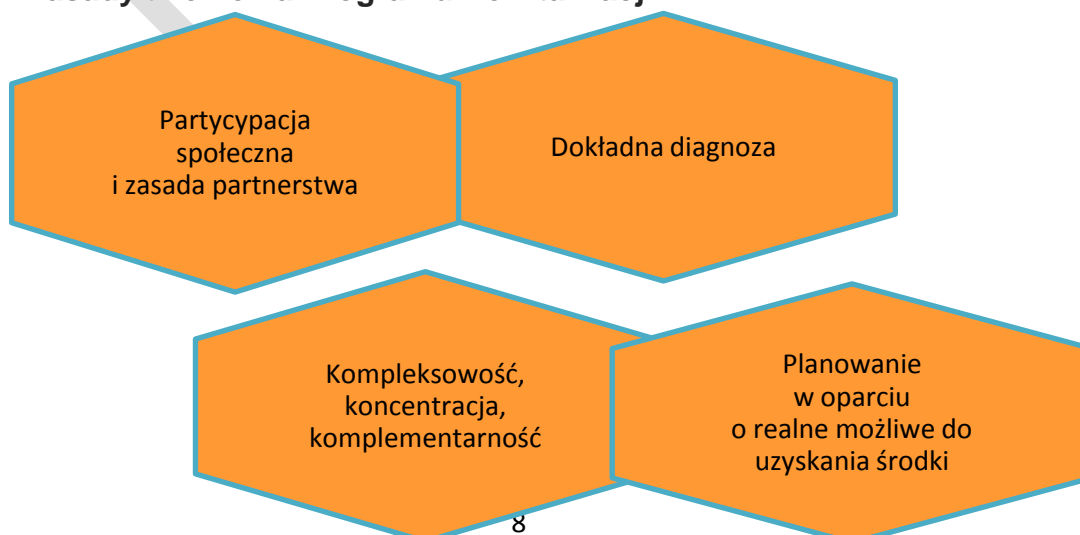 Partycypacja
społeczna
i zasada partnerstwa
Dokładna diagnoza
Kompleksowość,
koncentracja,
komplementarność
Planowanie
w oparciu
o realne możliwe do
uzyskania środki
8